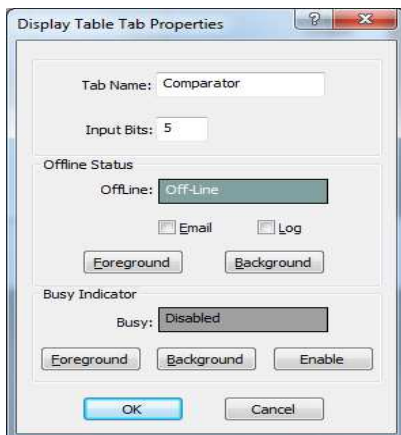 Display Table Tab Properties ? X
Tab Name: Comparator
Input Bits: 5
Offline Status
OffLine: Off-Line
Email Log
Foreground Background
Busy Indicator
Busy: Disabled
Foreground Background Enable
OK Cancel